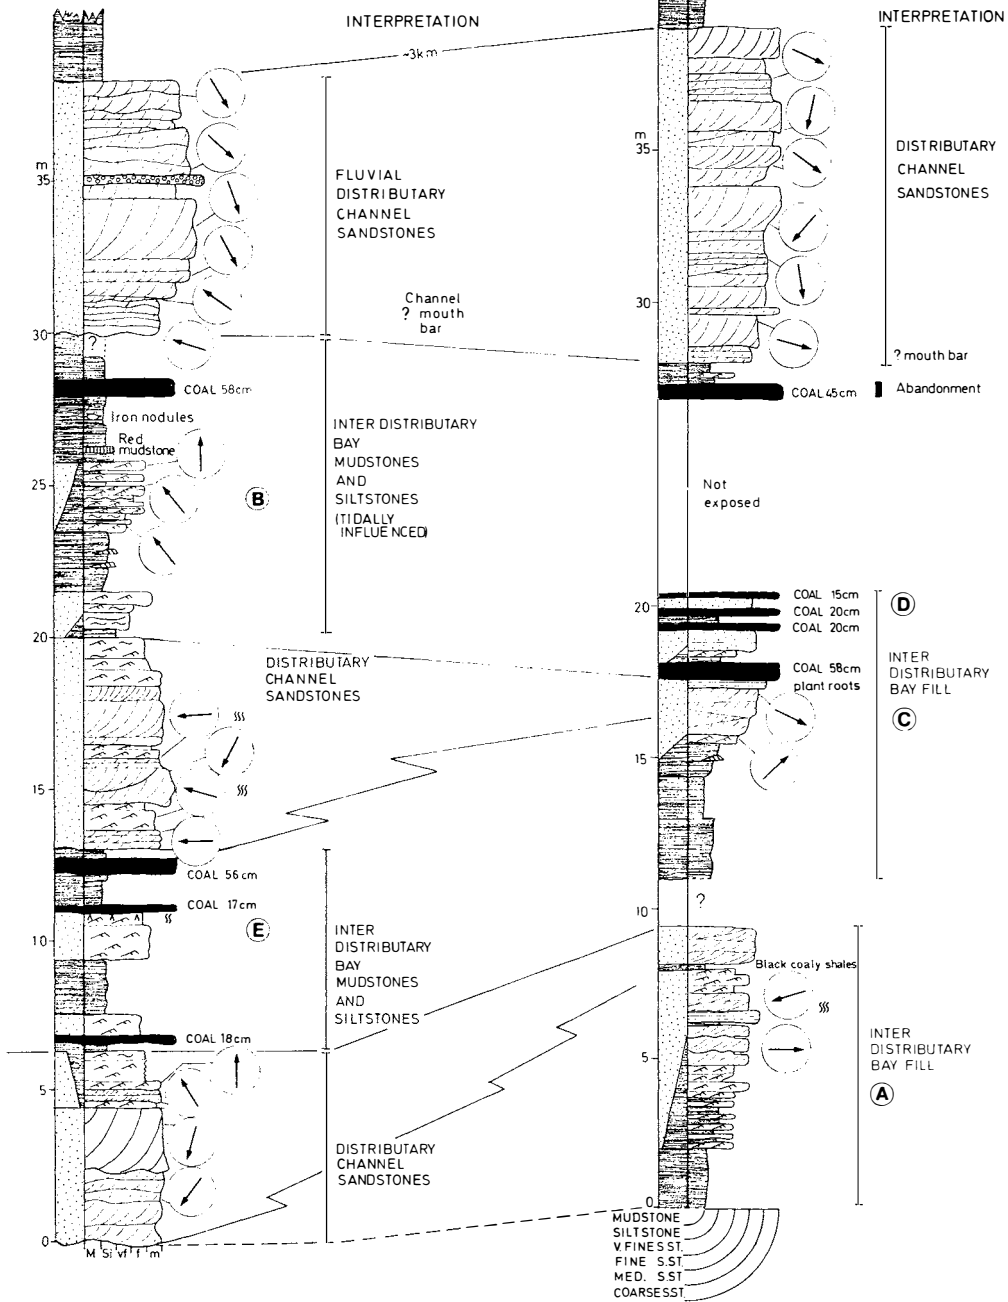 INTERPRETATION
~3km
m
35
FLUVIAL
DISTRIBUTARY
CHANNEL
SANDSTONES
Channel
? mouth
bar
30
?
COAL 58cm
Iron nodules
Red
mudstone
25
B
INTER DISTRIBUTARY
BAY
MUDSTONES
AND
SILTSTONES
(TIDALLY
INFLUENCED)
20
DISTRIBUTARY
CHANNEL
SANDSTONES
15
COAL 56cm
COAL 17cm
E
10
INTER
DISTRIBUTARY
BAY
MUDSTONES
AND
SILTSTONES
COAL 18cm
5
DISTRIBUTARY
CHANNEL
SANDSTONES
0
M Si vf f m
INTERPRETATION
m
35
DISTRIBUTARY
CHANNEL
SANDSTONES
30
? mouth bar
COAL 45cm
Abandonment
Not
exposed
COAL 15cm
20
COAL 20cm
D
COAL 20cm
COAL 58cm
plant roots
INTER
DISTRIBUTARY
BAY FILL
C
15
?
10
Black coaly shales
5
INTER
DISTRIBUTARY
BAY FILL
A
0
MUDSTONE
SILTSTONE
V.FINE S.ST.
FINE S.ST.
MED. S.ST
COARSE S.ST